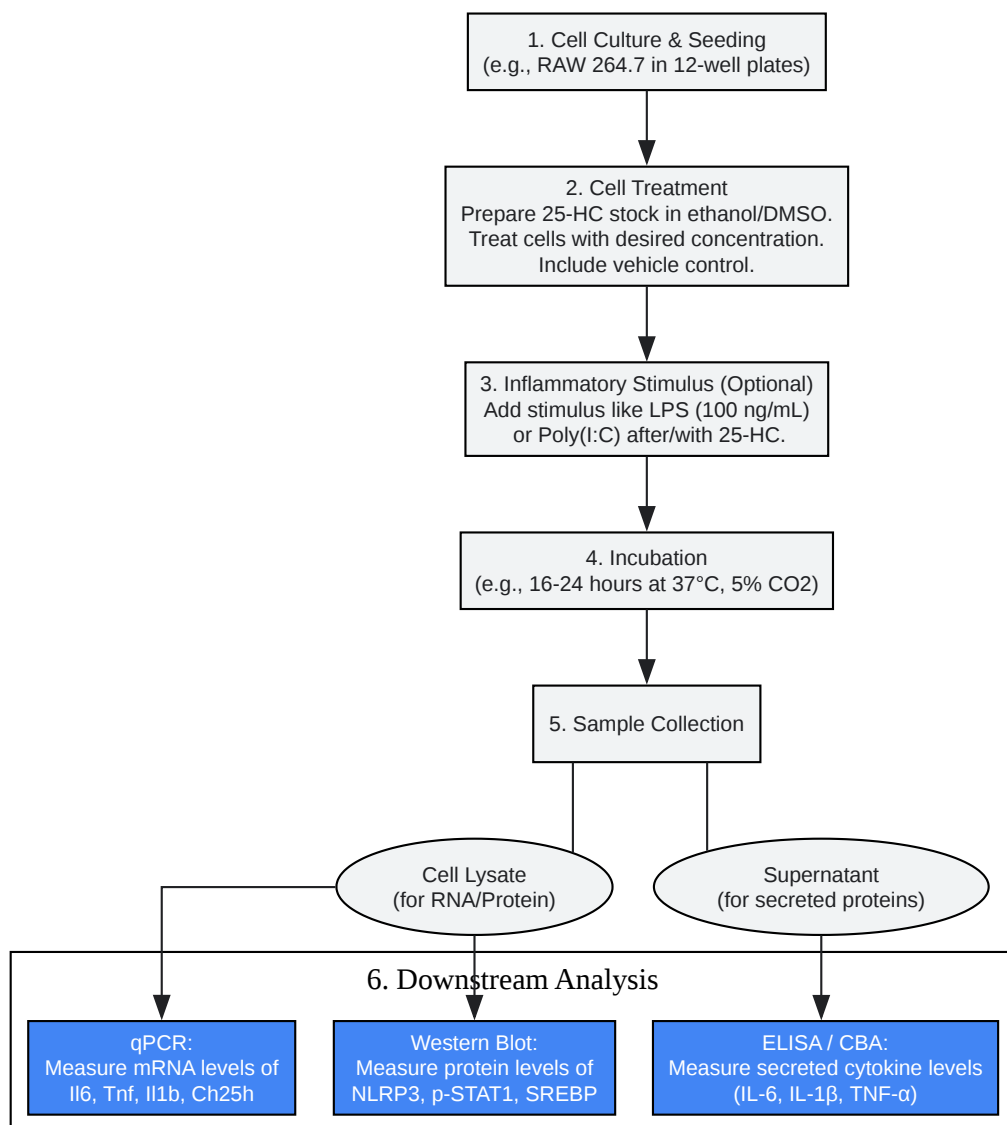 1. Cell Culture & Seeding
(e.g., RAW 264.7 in 12-well plates)
2. Cell Treatment
Prepare 25-HC stock in ethanol/DMSO.
Treat cells with desired concentration.
Include vehicle control.
3. Inflammatory Stimulus (Optional)
Add stimulus like LPS (100 ng/mL)
or Poly(I:C) after/with 25-HC.
4. Incubation
(e.g., 16-24 hours at 37°C, 5% CO2)
5. Sample Collection
Cell Lysate
(for RNA/Protein)
Supernatant
(for secreted proteins)
6. Downstream Analysis
qPCR:
Measure mRNA levels of
Il6, Tnf, Il1b, Ch25h
Western Blot:
Measure protein levels of
NLRP3, p-STAT1, SREBP
ELISA / CBA:
Measure secreted cytokine levels
(IL-6, IL-1β, TNF-α)